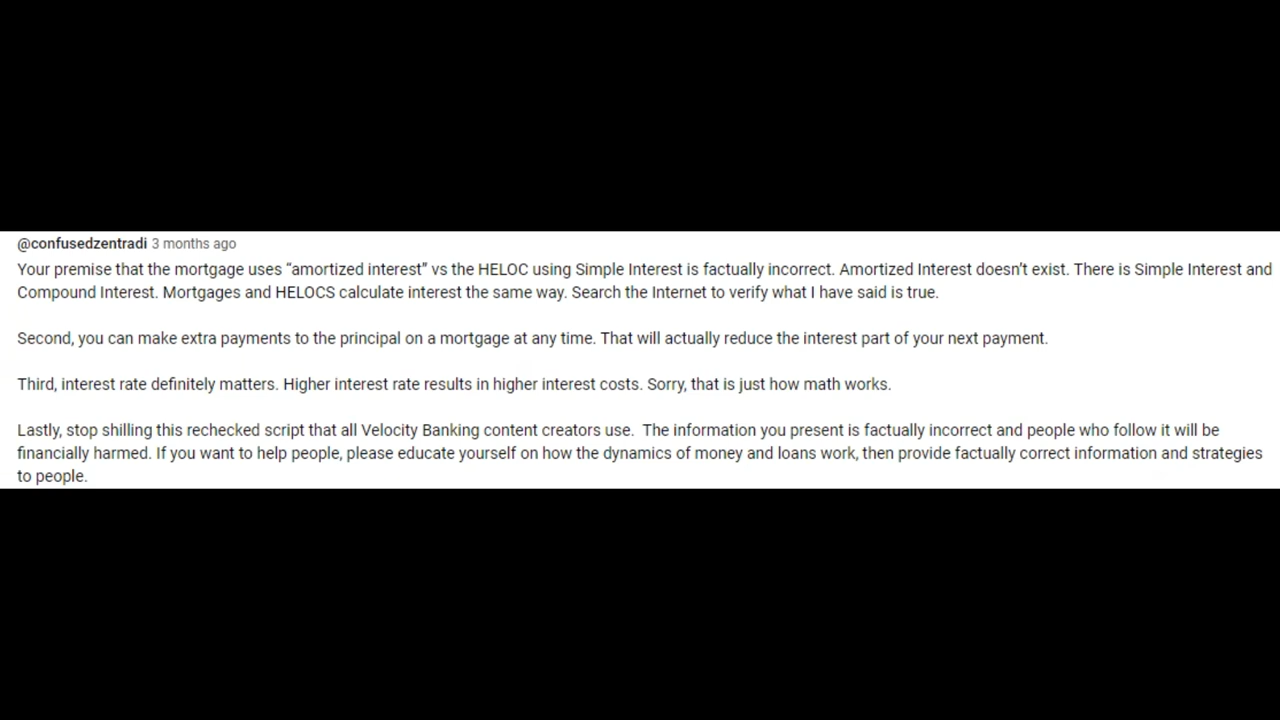 @confusedzentradi 3 months ago
Your premise that the mortgage uses “amortized interest” vs the HELOC using Simple Interest is factually incorrect. Amortized Interest doesn’t exist. There is Simple Interest and
Compound Interest. Mortgages and HELOCS calculate interest the same way. Search the Internet to verify what I have said is true.
Second, you can make extra payments to the principal on a mortgage at any time. That will actually reduce the interest part of your next payment.
Third, interest rate definitely matters. Higher interest rate results in higher interest costs. Sorry, that is just how math works.
Lastly, stop shilling this rechecked script that all Velocity Banking content creators use.  The information you present is factually incorrect and people who follow it will be
financially harmed. If you want to help people, please educate yourself on how the dynamics of money and loans work, then provide factually correct information and strategies
to people.